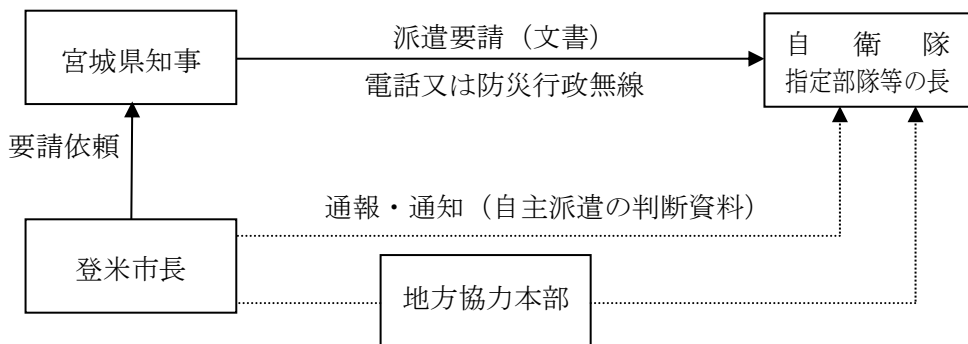 宮城県知事
派遣要請（文書）
電話又は防災行政無線
自　衛　隊
指定部隊等の長
要請依頼
通報・通知（自主派遣の判断資料）
登米市長
地方協力本部